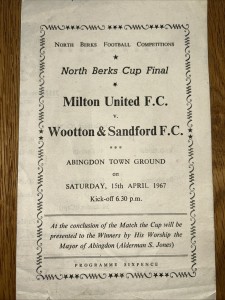 North Berks Football Competitions
North Berks Cup Final
Milton United F.C.
v.
Wootton & Sandford F.C.
Abingdon Town Ground
on
Saturday, 15th April 1967
Kick-off 6.30 p.m.
At the conclusion of the Match the Cup will be
presented to the Winners by His Worship the
Mayor of Abingdon (Alderman S. Jones)
PROGRAMME SIXPENCE